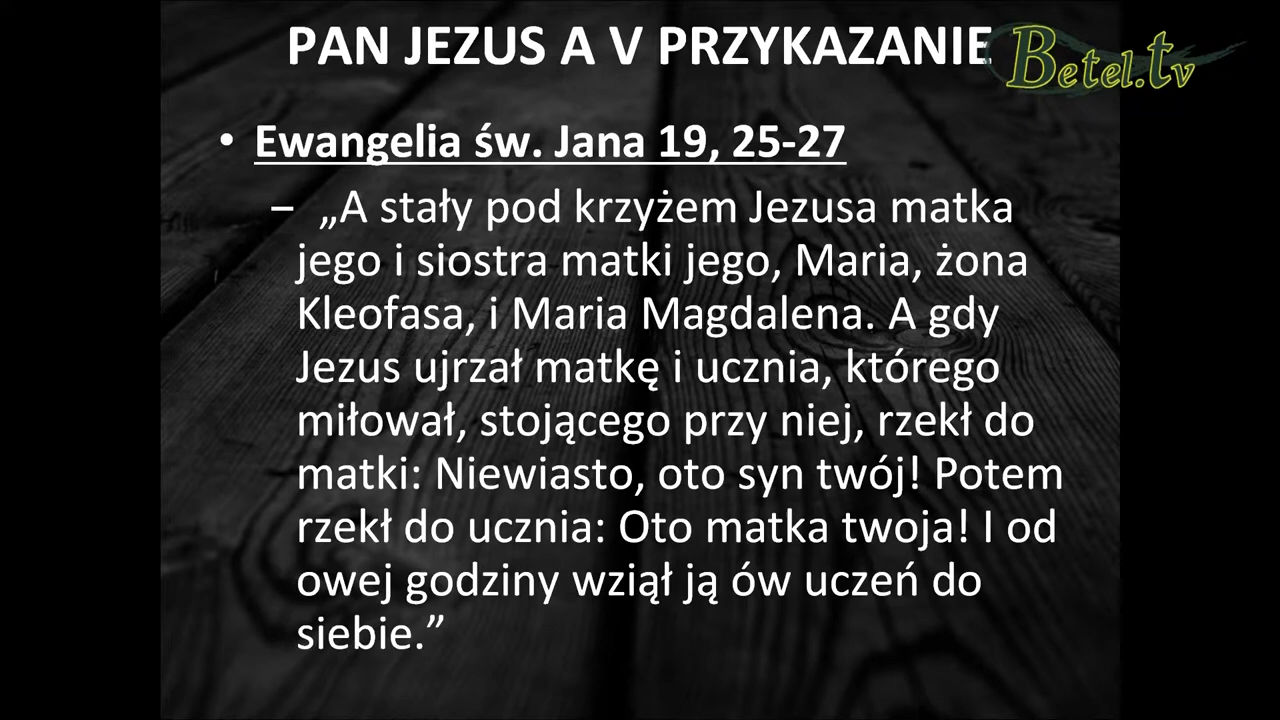 PAN JEZUS A V PRZYKAZANIE
Betel.tv
• Ewangelia św. Jana 19, 25-27
– „A stały pod krzyżem Jezusa matka
jego i siostra matki jego, Maria, żona
Kleofasa, i Maria Magdalena. A gdy
Jezus ujrzał matkę i ucznia, którego
miłował, stojącego przy niej, rzekł do
matki: Niewiasto, oto syn twój! Potem
rzekł do ucznia: Oto matka twoja! I od
owej godziny wziął ją ów uczeń do
siebie.”